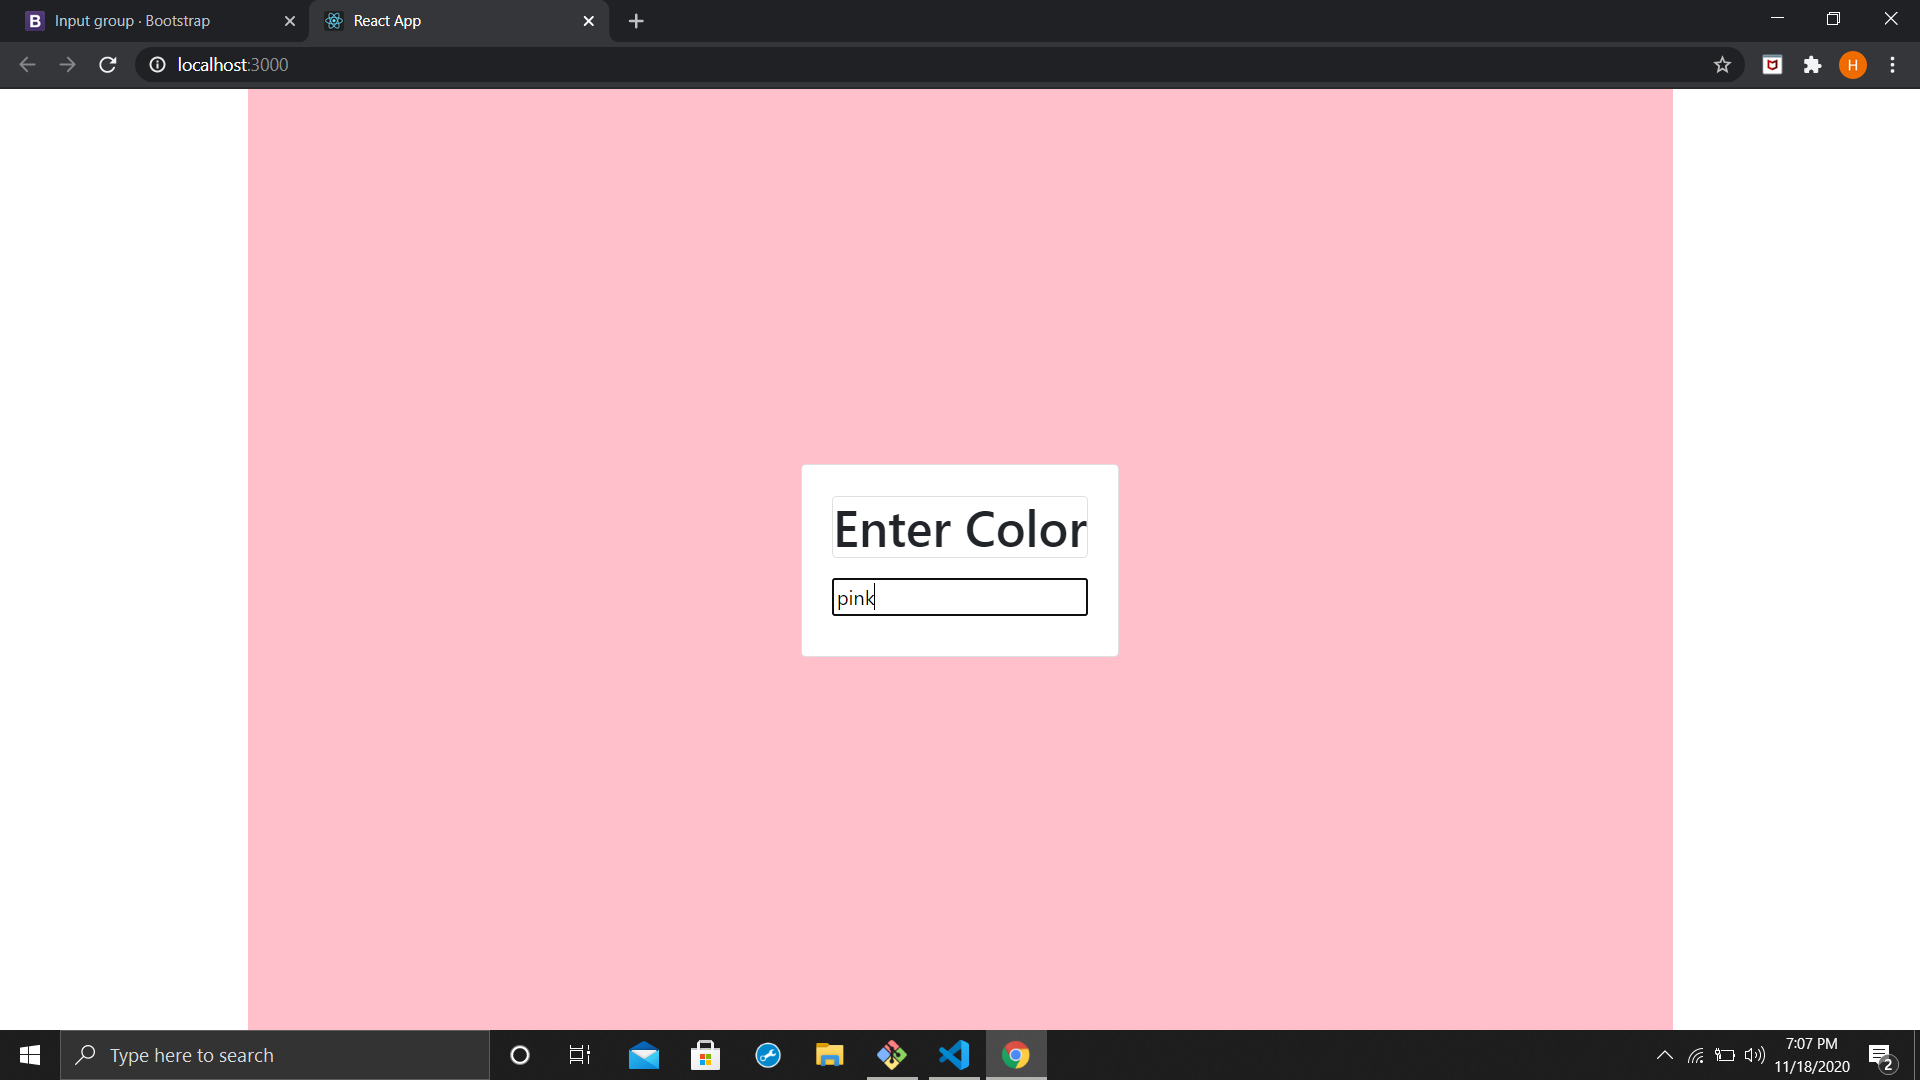 B Input group · Bootstrap
React App
localhost:3000
H
Enter Color
pink
Type here to search
7:07 PM
11/18/2020
2